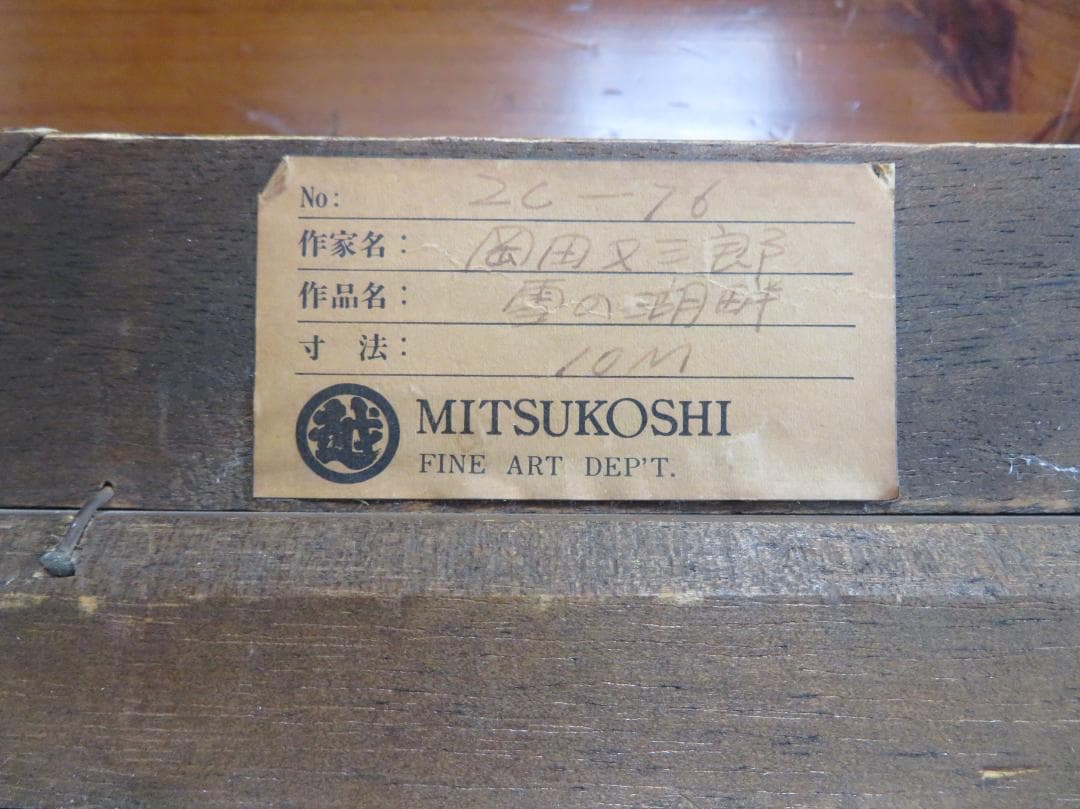 No: 2C-76
作家名: 岡田又三郎
作品名: 雪の湖畔
寸 法: 10M
越 MITSUKOSHI
FINE ART DEP'T.